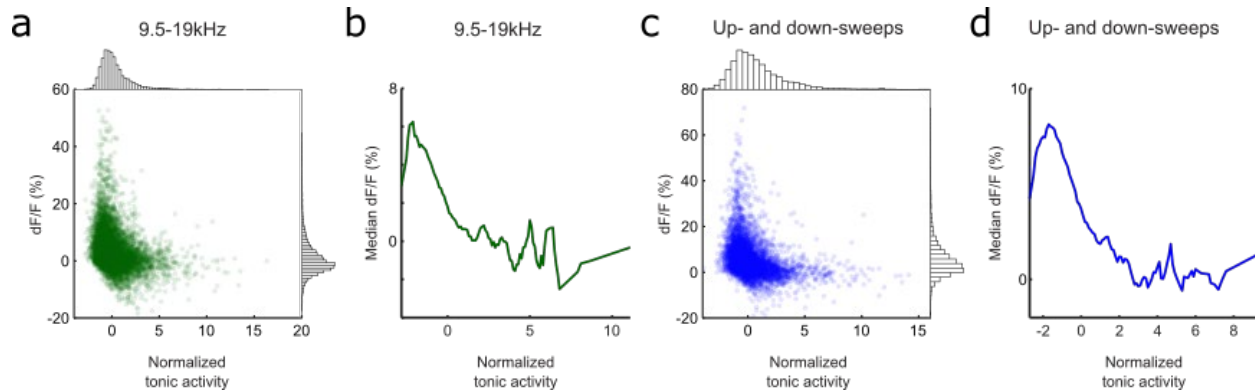 a
9.5-19kHz
60
40
20
0
-20
dF/F (%)
0
5
10
15
20
Normalized
tonic activity
b
9.5-19kHz
8
0
Median dF/F (%)
0
5
10
Normalized
tonic activity
c
Up- and down-sweeps
80
60
40
20
0
-20
dF/F (%)
0
5
10
15
Normalized
tonic activity
d
Up- and down-sweeps
10
0
Median dF/F (%)
-2
0
2
4
6
8
Normalized
tonic activity